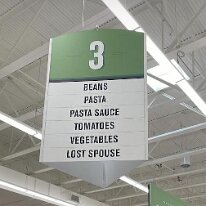 3
BEANS
PASTA
PASTA SAUCE
TOMATOES
VEGETABLES
LOST SPOUSE